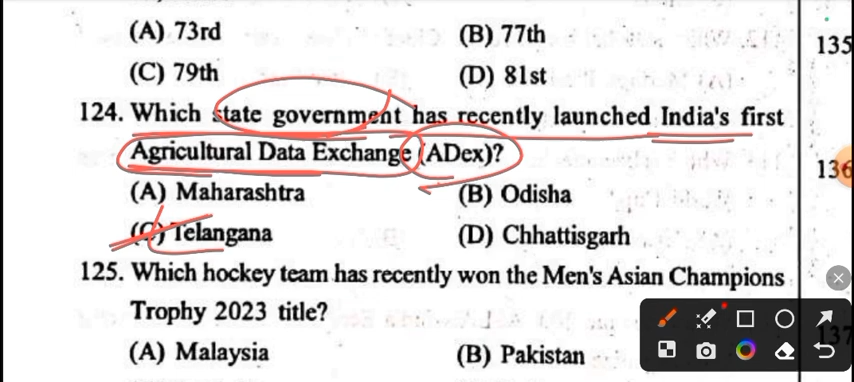 (A) 73rd (B) 77th 135
(C) 79th (D) 81st
124. Which state government has recently launched India's first
Agricultural Data Exchange (ADex)? 136
(A) Maharashtra (B) Odisha
(C) Telangana (D) Chhattisgarh
125. Which hockey team has recently won the Men's Asian Champions
Trophy 2023 title? 137
(A) Malaysia (B) Pakistan